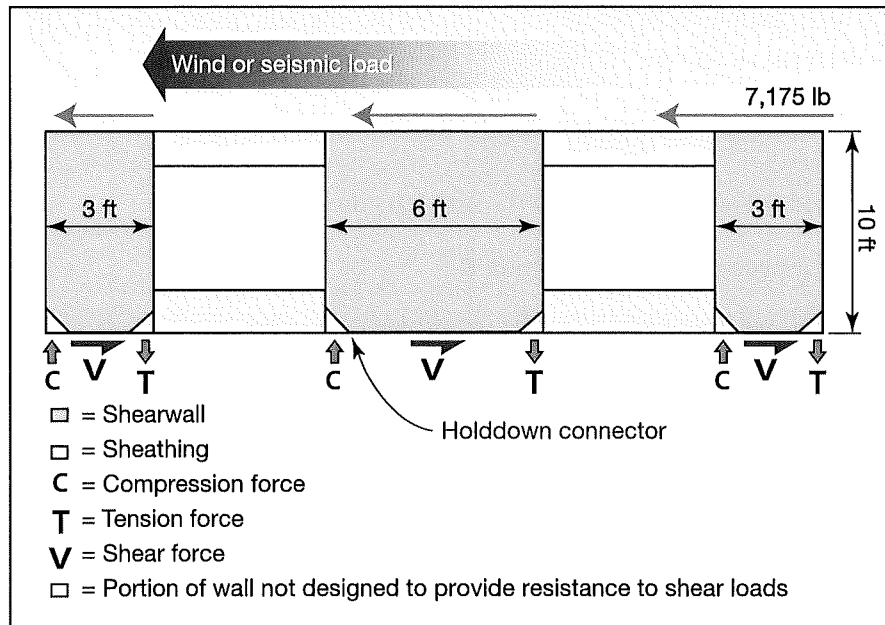 Wind or seismic load
7,175 lb
3 ft
6 ft
3 ft
10 ft
C V T C V T C V T
Holddown connector
= Shearwall
= Sheathing
C = Compression force
T = Tension force
V = Shear force
= Portion of wall not designed to provide resistance to shear loads